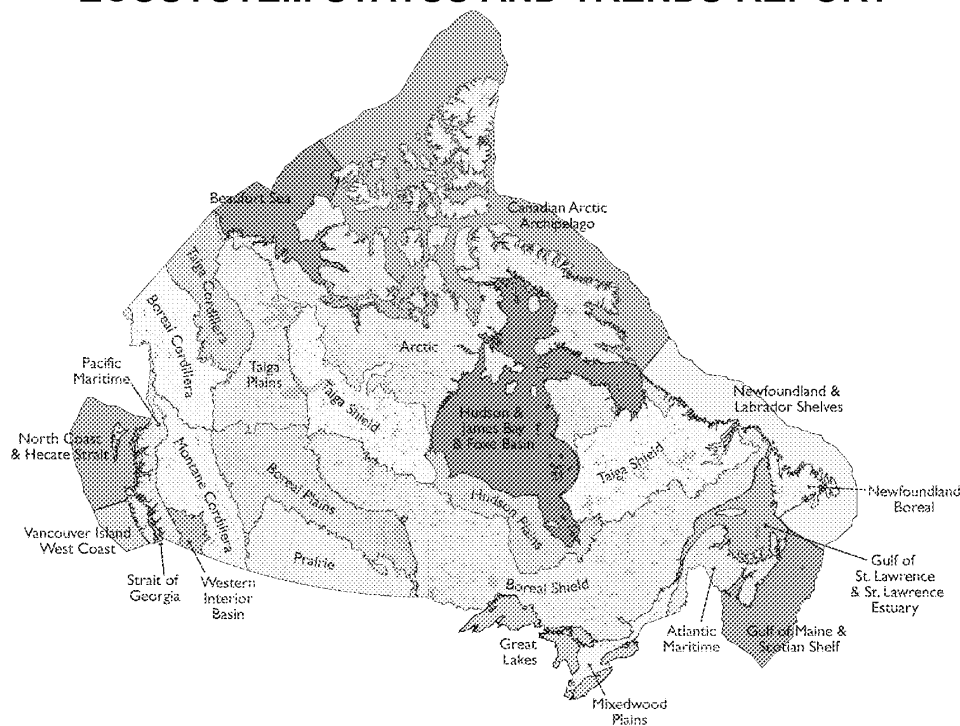 ECOSYSTEM STATUS AND TRENDS REPORT
Beaufort Sea
Canadian Arctic
Archipelago
Taiga Cordillera
Boreal Cordillera
Pacific
Maritime
Taiga
Plains
Arctic
Taiga Shield
Newfoundland &
Labrador Shelves
North Coast
& Hecate Strait
Hudson &
James Bay
& Foxe Basin
Taiga Shield
Montane Cordillera
Boreal Plains
Hudson Plains
Newfoundland
Boreal
Vancouver Island
West Coast
Prairie
Strait of
Georgia
Western
Interior
Basin
Boreal Shield
Gulf of
St. Lawrence
& St. Lawrence
Estuary
Great
Lakes
Atlantic
Maritime
Gulf of Maine &
Scotian Shelf
Mixedwood
Plains